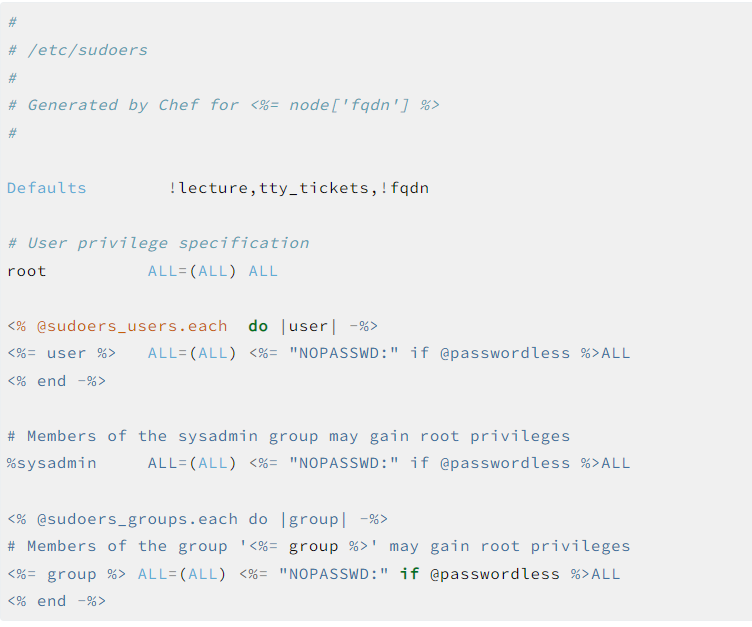 #
# /etc/sudoers
#
# Generated by Chef for <%= node['fqdn'] %>
#
Defaults        !lecture,tty_tickets,!fqdn
# User privilege specification
root          ALL=(ALL) ALL
<% @sudoers_users.each  do |user| -%>
<%= user %>   ALL=(ALL) <%= "NOPASSWD:" if @passwordless %>ALL
<% end -%>
# Members of the sysadmin group may gain root privileges
%sysadmin     ALL=(ALL) <%= "NOPASSWD:" if @passwordless %>ALL
<% @sudoers_groups.each do |group| -%>
# Members of the group '<%= group %>' may gain root privileges
<%= group %> ALL=(ALL) <%= "NOPASSWD:" if @passwordless %>ALL
<% end -%>